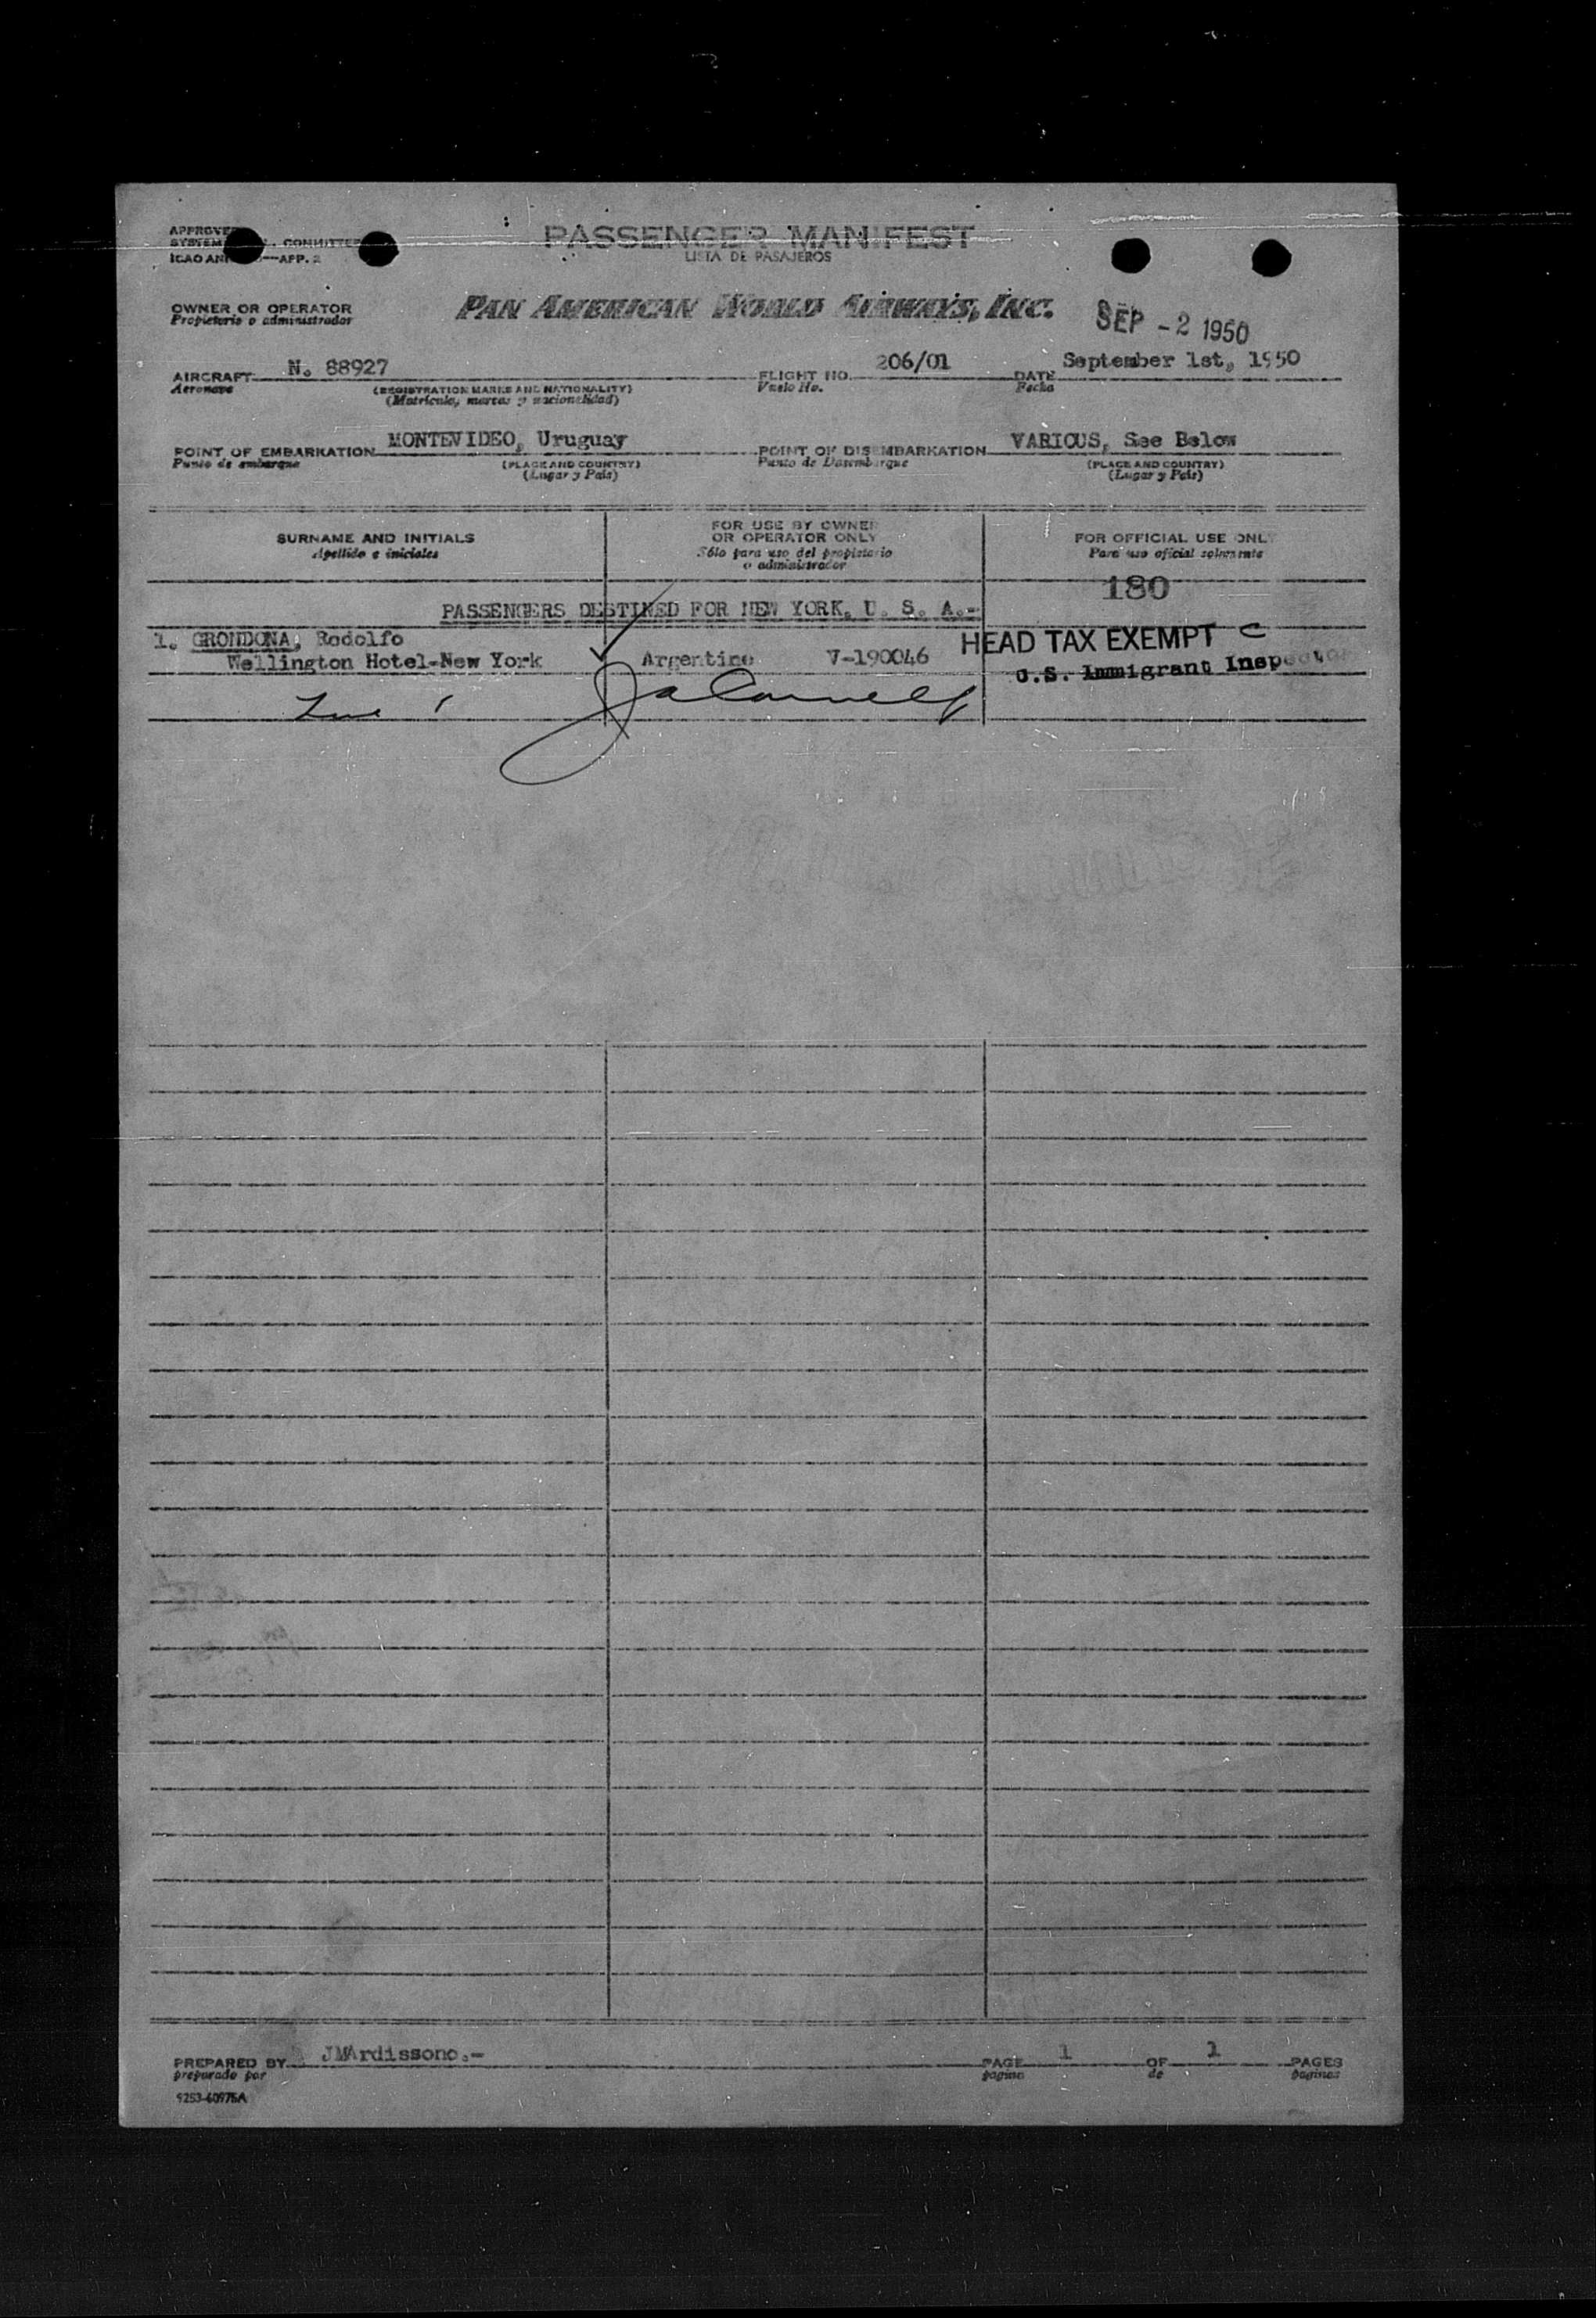 PASSENGER MANIFEST
LISTA DE PASAJEROS
COMMITTEE
APP. 2
OWNER OR OPERATOR
Propietario o administrador
PAN AMERICAN WORLD AIRWAYS, INC.
SEP - 2 1950
AIRCRAFT N. 88927
Aeronave
(REGISTRATION MARKS AND NATIONALITY)
(Matrícula, marcas y nacionalidad)
FLIGHT NO. 206/01
Vuelo No.
DATE September 1st, 1950
Fecha
POINT OF EMBARKATION MONTEVIDEO, Uruguay
Punto de embarque
(PLACE AND COUNTRY)
(Lugar y País)
POINT OF DISEMBARKATION VARIOUS, See Below
Punto de Desembarque
(PLACE AND COUNTRY)
(Lugar y País)
SURNAME AND INITIALS
Apellido e iniciales
FOR USE BY OWNER
OR OPERATOR ONLY
Sólo para uso del propietario
o administrador
FOR OFFICIAL USE ONLY
Para uso oficial solamente
180
PASSENGERS DESTINED FOR NEW YORK, U. S. A.-
1. GRONDONA, Rodolfo
Wellington Hotel-New York Argentine V-190046
HEAD TAX EXEMPT C
U.S. Immigrant Inspector
PREPARED BY JMArdissono.-
preparado por
PAGE 1 OF 1 PAGES
página de páginas
9253-60975A